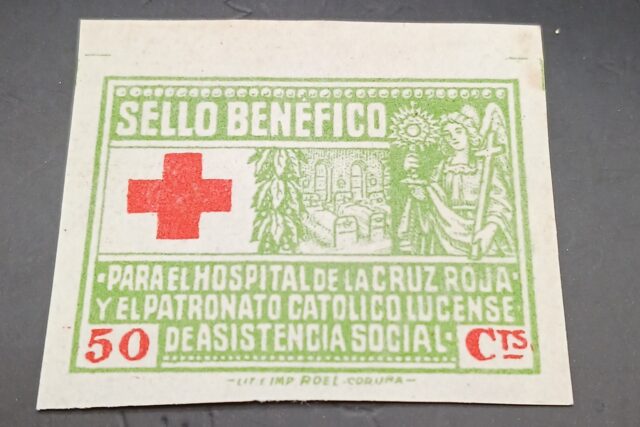 SELLO BENÉFICO
PARA EL HOSPITAL DE LA CRUZ ROJA
Y EL PATRONATO CATOLICO LUCENSE
50 DE ASISTENCIA SOCIAL CTS.
-LIT E IMP ROEL-CORUÑA-